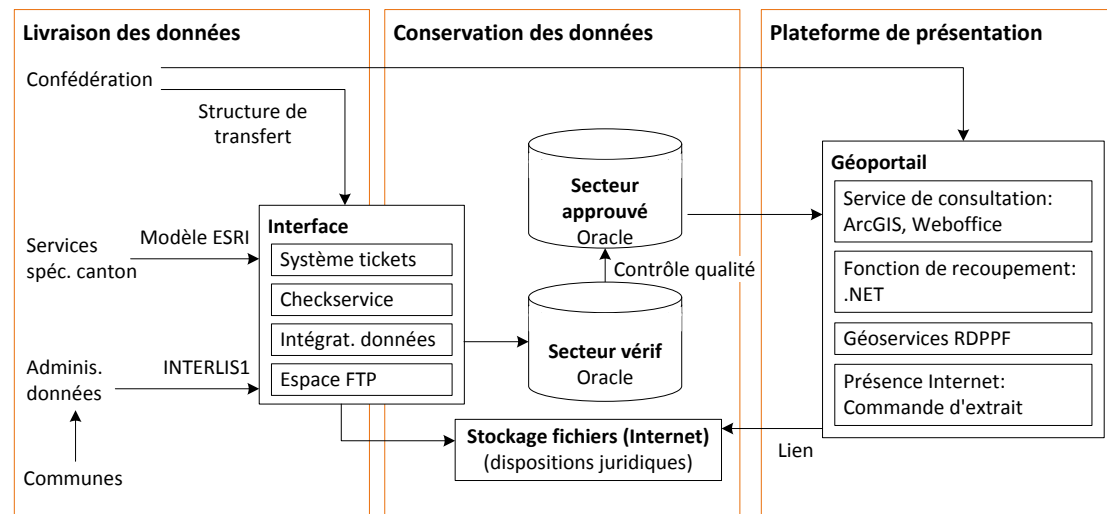 Livraison des données
Conservation des données
Plateforme de présentation
Confédération
Structure de
transfert
Géoportail
Service de consultation:
ArcGIS, Weboffice
Fonction de recoupement:
.NET
Géoservices RDPPF
Présence Internet:
Commande d'extrait
Secteur
approuvé
Oracle
Interface
Système tickets
Checkservice
Intégrat. données
Espace FTP
Modèle ESRI
Services
spéc. canton
Contrôle qualité
Secteur vérif
Oracle
INTERLIS1
Adminis.
données
Stockage fichiers (Internet)
(dispositions juridiques)
Lien
Communes